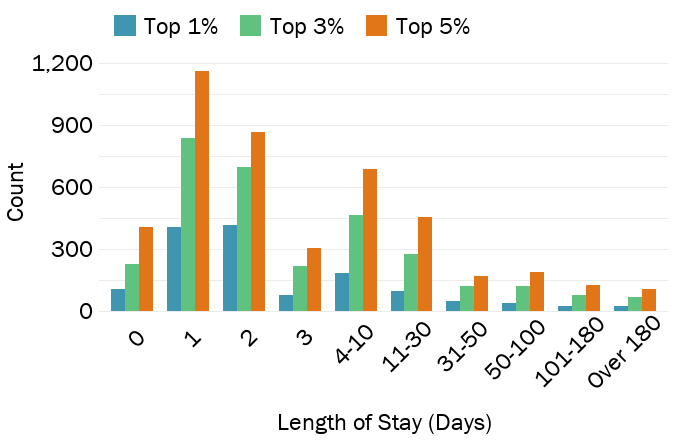 Top 1% Top 3% Top 5%
1,200
900
600
300
0
Count
0 1 2 3 4-10 11-30 31-50 50-100 101-180 Over 180
Length of Stay (Days)